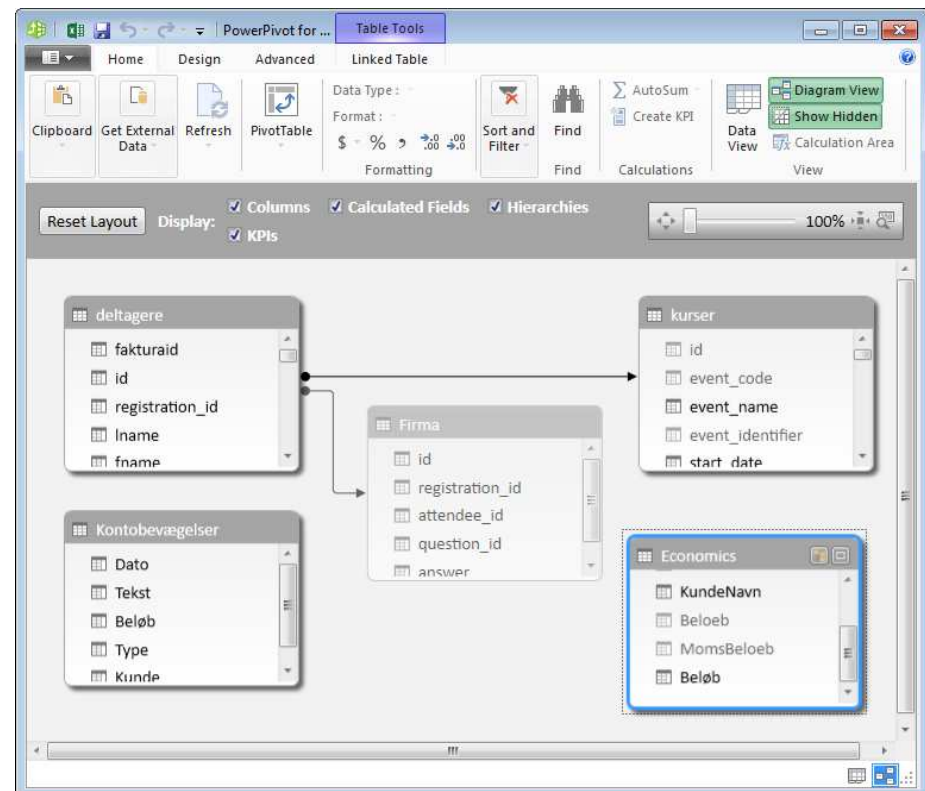 PowerPivot for ...
Table Tools
Home Design Advanced Linked Table
Clipboard
Get External Data
Refresh
PivotTable
Data Type :
Format :
$ % , .00 .0
Formatting
Sort and Filter
Find
Find
AutoSum
Create KPI
Calculations
Data View
Diagram View
Show Hidden
Calculation Area
View
Reset Layout Display: Columns Calculated Fields Hierarchies
KPIs
100%
deltagere
fakturaid
id
registration_id
lname
fname
kurser
id
event_code
event_name
event_identifier
start_date
Firma
id
registration_id
attendee_id
question_id
answer
Kontobevægelser
Dato
Tekst
Beløb
Type
Kunde
Economics
KundeNavn
Beloeb
MomsBeloeb
Beløb